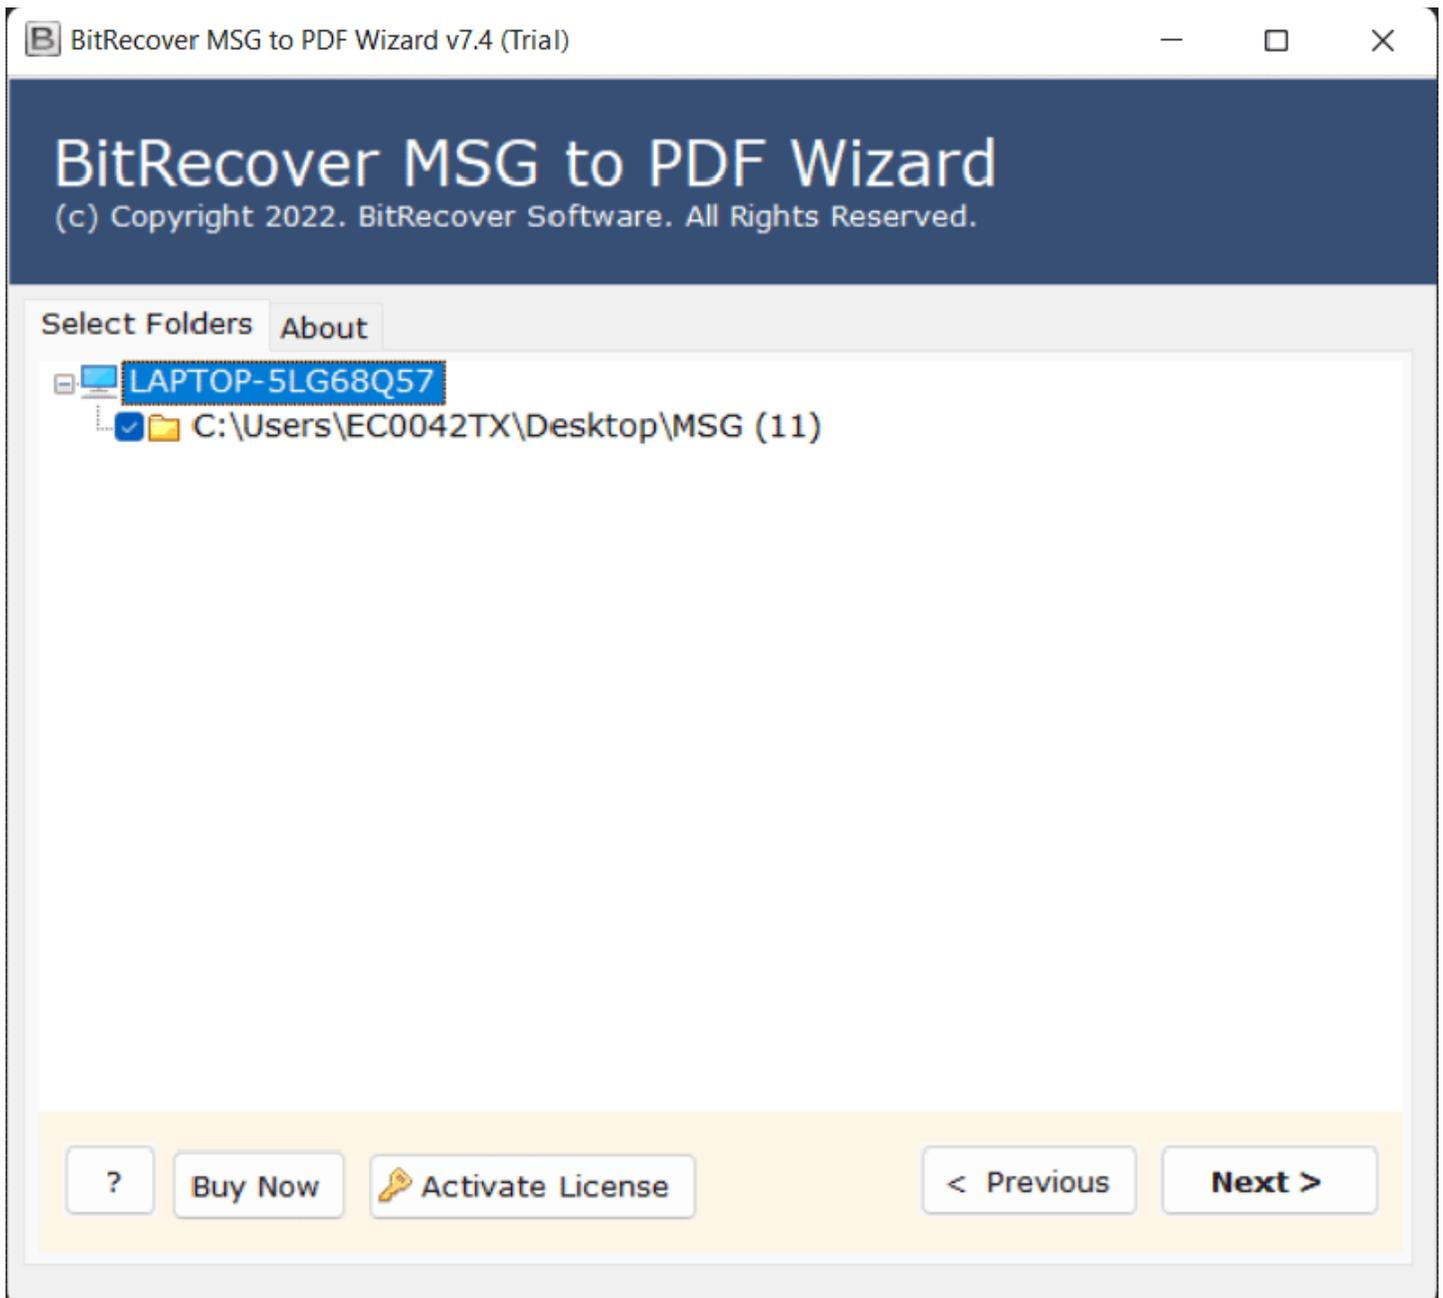 B BitRecover MSG to PDF Wizard v7.4 (Trial)
BitRecover MSG to PDF Wizard
(c) Copyright 2022. BitRecover Software. All Rights Reserved.
Select Folders About
LAPTOP-5LG68Q57
C:\Users\EC0042TX\Desktop\MSG (11)
? Buy Now Activate License < Previous Next >